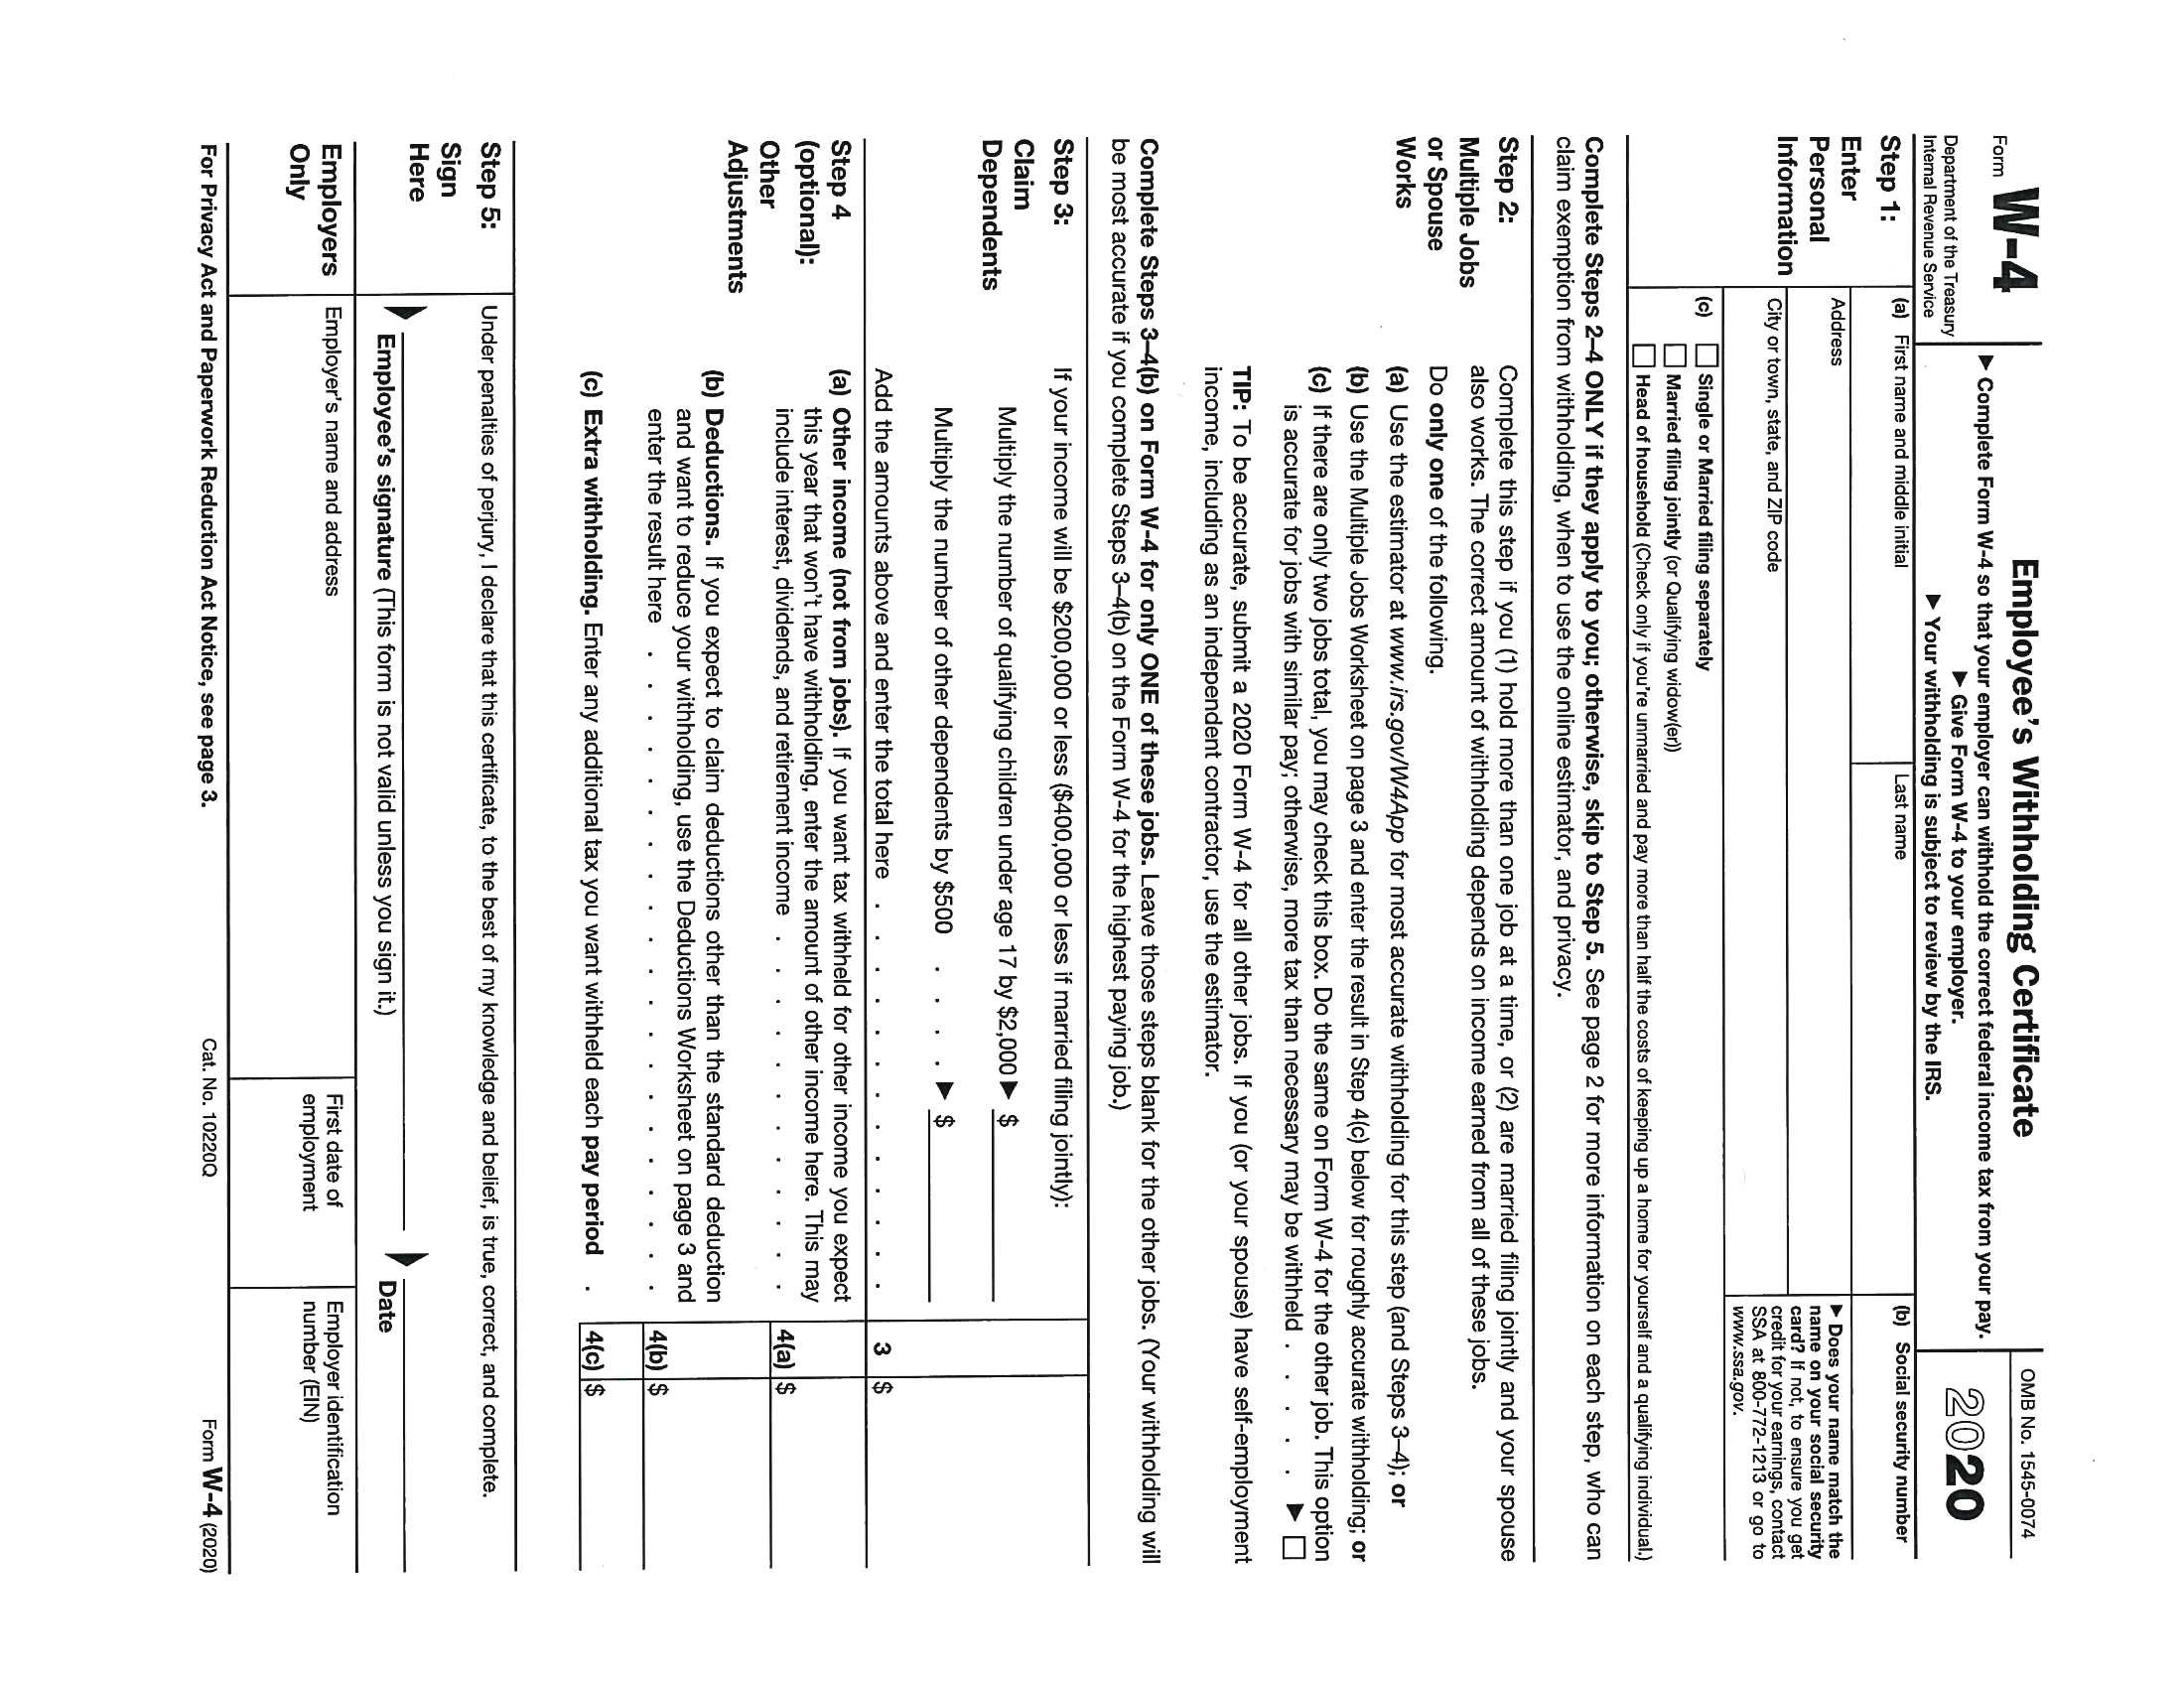 Form W-4
Department of the Treasury
Internal Revenue Service
Employee's Withholding Certificate
▶ Complete Form W-4 so that your employer can withhold the correct federal income tax from your pay.
▶ Give Form W-4 to your employer.
▶ Your withholding is subject to review by the IRS.
OMB No. 1545-0074
2020
Step 1:
Enter
Personal
Information
(a) First name and middle initial
Last name
(b) Social security number
Address
City or town, state, and ZIP code
▶ Does your name match the
name on your social security
card? If not, to ensure you get
credit for your earnings, contact
SSA at 800-772-1213 or go to
www.ssa.gov.
(c) ☐ Single or Married filing separately
☐ Married filing jointly (or Qualifying widow(er))
☐ Head of household (Check only if you're unmarried and pay more than half the costs of keeping up a home for yourself and a qualifying individual.)
Complete Steps 2–4 ONLY if they apply to you; otherwise, skip to Step 5. See page 2 for more information on each step, who can
claim exemption from withholding, when to use the online estimator, and privacy.
Step 2:
Multiple Jobs
or Spouse
Works
Complete this step if you (1) hold more than one job at a time, or (2) are married filing jointly and your spouse
also works. The correct amount of withholding depends on income earned from all of these jobs.
Do only one of the following.
(a) Use the estimator at www.irs.gov/W4App for most accurate withholding for this step (and Steps 3–4); or
(b) Use the Multiple Jobs Worksheet on page 3 and enter the result in Step 4(c) below for roughly accurate withholding; or
(c) If there are only two jobs total, you may check this box. Do the same on Form W-4 for the other job. This option
is accurate for jobs with similar pay; otherwise, more tax than necessary may be withheld . . . . . ▶ ☐
TIP: To be accurate, submit a 2020 Form W-4 for all other jobs. If you (or your spouse) have self-employment
income, including as an independent contractor, use the estimator.
Complete Steps 3–4(b) on Form W-4 for only ONE of these jobs. Leave those steps blank for the other jobs. (Your withholding will
be most accurate if you complete Steps 3–4(b) on the Form W-4 for the highest paying job.)
Step 3:
Claim
Dependents
If your income will be $200,000 or less ($400,000 or less if married filing jointly):
Multiply the number of qualifying children under age 17 by $2,000 ▶ $
Multiply the number of other dependents by $500 . . . . ▶ $
Add the amounts above and enter the total here . . . . . . . . . . . . . 3 $
Step 4
(optional):
Other
Adjustments
(a) Other income (not from jobs). If you want tax withheld for other income you expect
this year that won't have withholding, enter the amount of other income here. This may
include interest, dividends, and retirement income . . . . . . . . . . . . 4(a) $
(b) Deductions. If you expect to claim deductions other than the standard deduction
and want to reduce your withholding, use the Deductions Worksheet on page 3 and
enter the result here . . . . . . . . . . . . . . . . . . . . . 4(b) $
(c) Extra withholding. Enter any additional tax you want withheld each pay period . 4(c) $
Step 5:
Sign
Here
Under penalties of perjury, I declare that this certificate, to the best of my knowledge and belief, is true, correct, and complete.
▶ Employee's signature (This form is not valid unless you sign it.)
▶ Date
Employers
Only
Employer's name and address
First date of
employment
Employer identification
number (EIN)
For Privacy Act and Paperwork Reduction Act Notice, see page 3.
Cat. No. 10220Q
Form W-4 (2020)